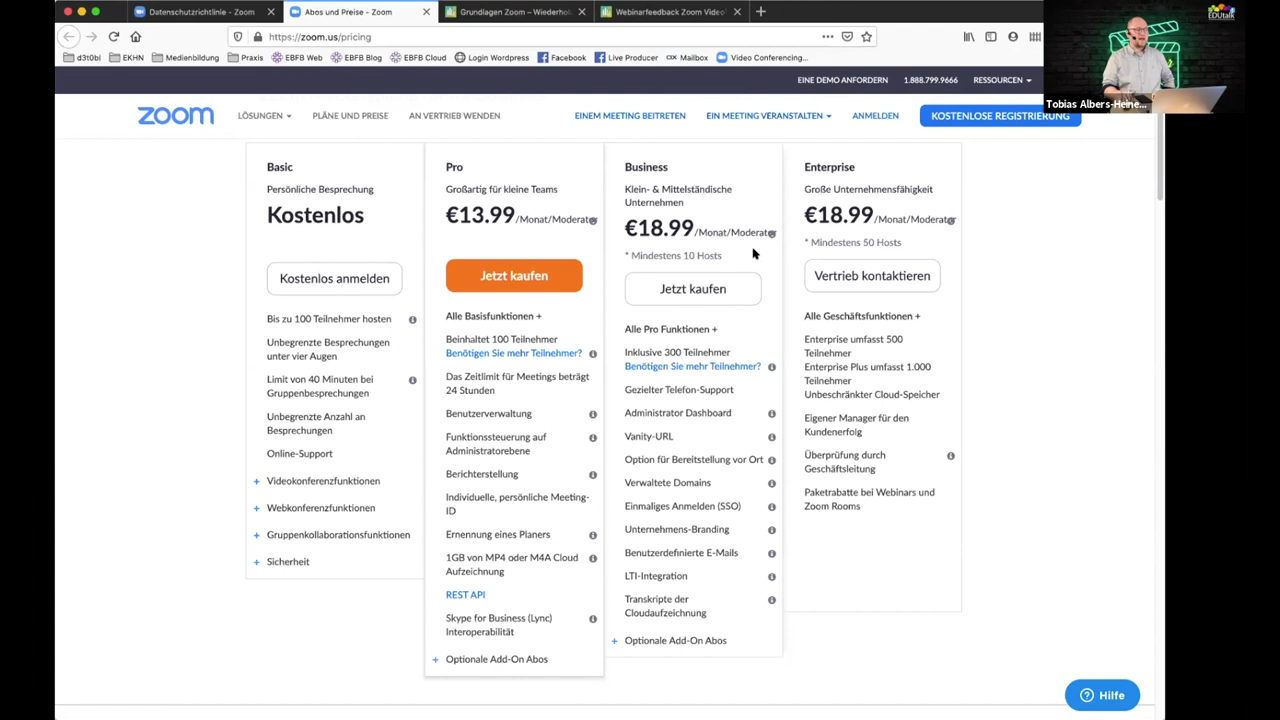 Datenschutzrichtlinie - Zoom
Abos und Preise - Zoom
Grundlagen Zoom – Wiederhol
Webinarfeedback Zoom Video
https://zoom.us/pricing
d3t0bi
EKHN
Medienbildung
Praxis
EBFB Web
EBFB Blog
EBFB Cloud
Login Wordpress
Facebook
Live Producer
Mailbox
Video Conferencing...
EDUtalk
Tobias Albers-Heine...
EINE DEMO ANFORDERN
1.888.799.9666
RESSOURCEN
zoom
LÖSUNGEN
PLÄNE UND PREISE
AN VERTRIEB WENDEN
EINEM MEETING BEITRETEN
EIN MEETING VERANSTALTEN
ANMELDEN
KOSTENLOSE REGISTRIERUNG
Basic
Persönliche Besprechung
Kostenlos
Kostenlos anmelden
Bis zu 100 Teilnehmer hosten
Unbegrenzte Besprechungen
unter vier Augen
Limit von 40 Minuten bei
Gruppenbesprechungen
Unbegrenzte Anzahl an
Besprechungen
Online-Support
+ Videokonferenzfunktionen
+ Webkonferenzfunktionen
+ Gruppenkollaborationsfunktionen
+ Sicherheit
Pro
Großartig für kleine Teams
€13.99 /Monat/Moderator
Jetzt kaufen
Alle Basisfunktionen +
Beinhaltet 100 Teilnehmer
Benötigen Sie mehr Teilnehmer?
Das Zeitlimit für Meetings beträgt
24 Stunden
Benutzerverwaltung
Funktionssteuerung auf
Administratorebene
Berichterstellung
Individuelle, persönliche Meeting-
ID
Ernennung eines Planers
1GB von MP4 oder M4A Cloud
Aufzeichnung
REST API
Skype for Business (Lync)
Interoperabilität
+ Optionale Add-On Abos
Business
Klein- & Mittelständische
Unternehmen
€18.99 /Monat/Moderator
* Mindestens 10 Hosts
Jetzt kaufen
Alle Pro Funktionen +
Inklusive 300 Teilnehmer
Benötigen Sie mehr Teilnehmer?
Gezielter Telefon-Support
Administrator Dashboard
Vanity-URL
Option für Bereitstellung vor Ort
Verwaltete Domains
Einmaliges Anmelden (SSO)
Unternehmens-Branding
Benutzerdefinierte E-Mails
LTI-Integration
Transkripte der
Cloudaufzeichnung
+ Optionale Add-On Abos
Enterprise
Große Unternehmensfähigkeit
€18.99 /Monat/Moderator
* Mindestens 50 Hosts
Vertrieb kontaktieren
Alle Geschäftsfunktionen +
Enterprise umfasst 500
Teilnehmer
Enterprise Plus umfasst 1.000
Teilnehmer
Unbeschränkter Cloud-Speicher
Eigener Manager für den
Kundenerfolg
Überprüfung durch
Geschäftsleitung
Paketrabatte bei Webinars und
Zoom Rooms
Hilfe